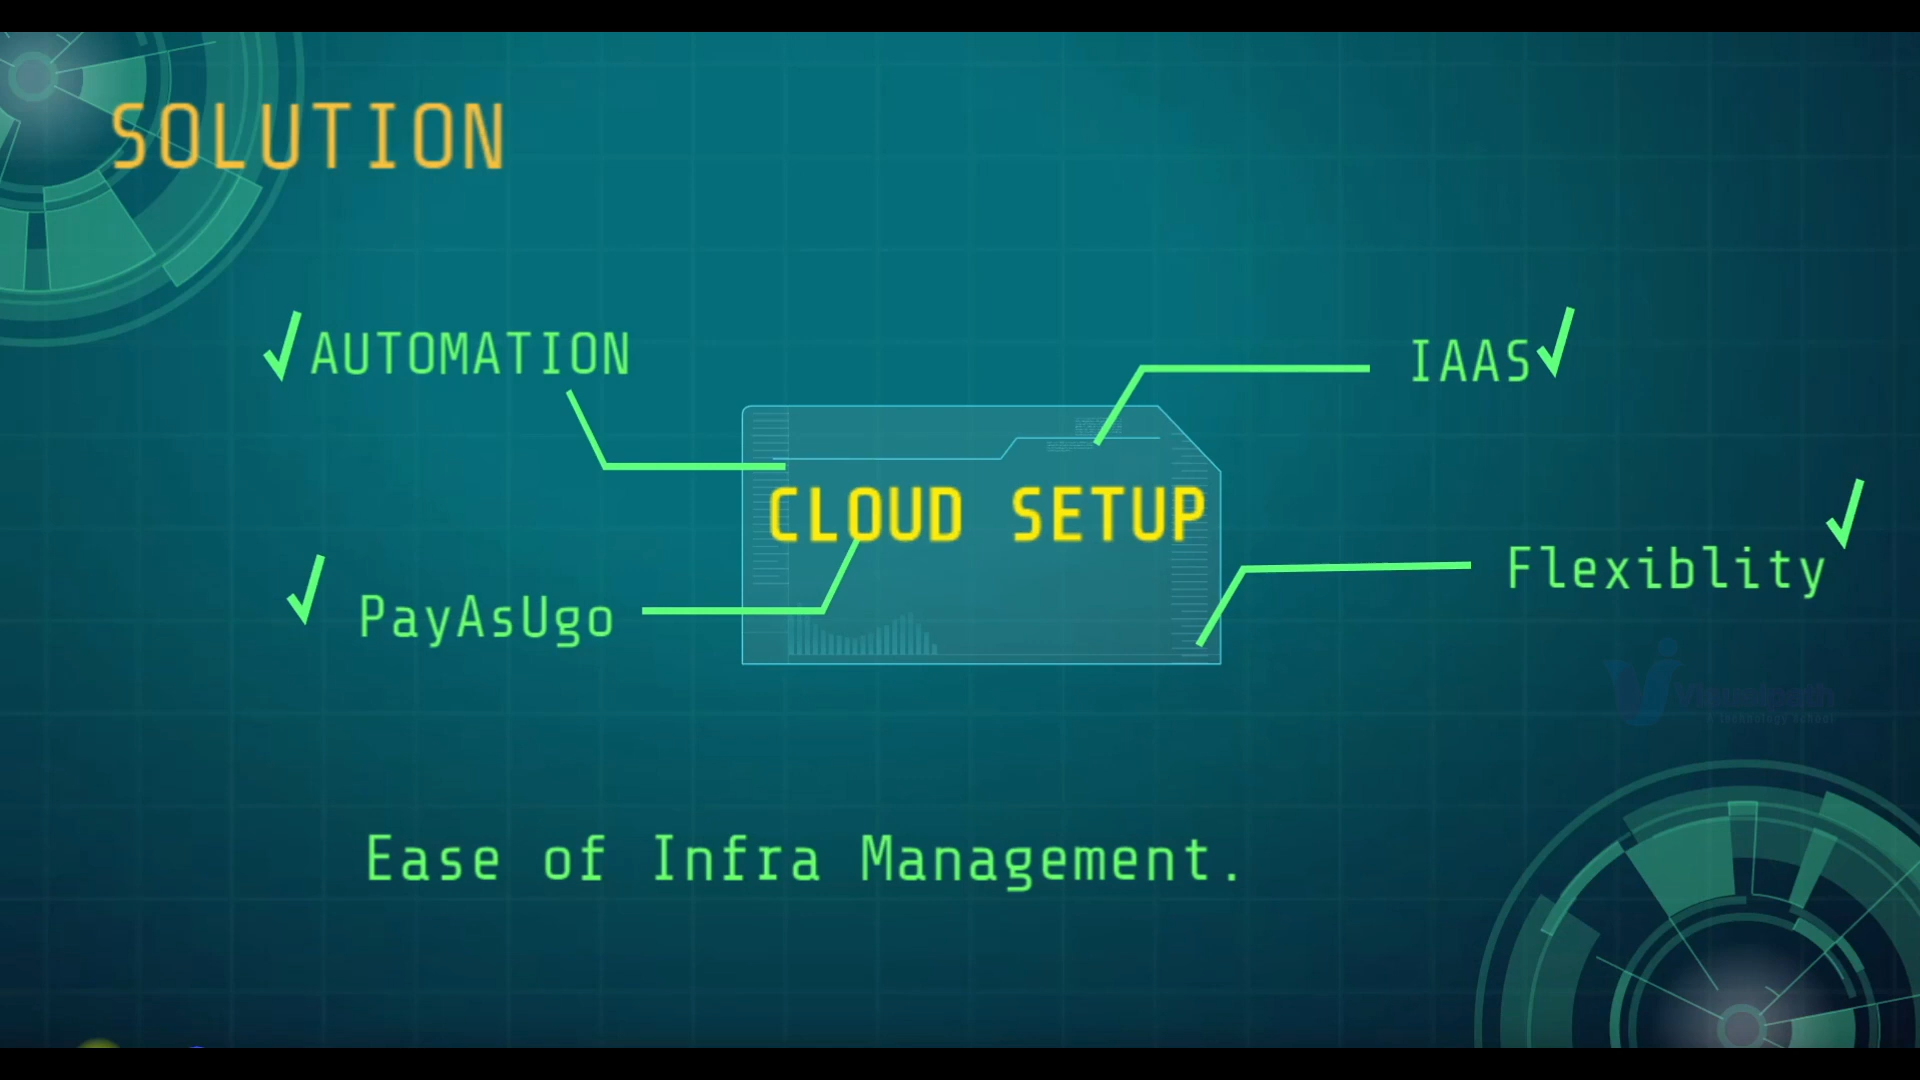 SOLUTION
AUTOMATION
IAAS
CLOUD SETUP
Flexiblity
PayAsUgo
Ease of Infra Management.